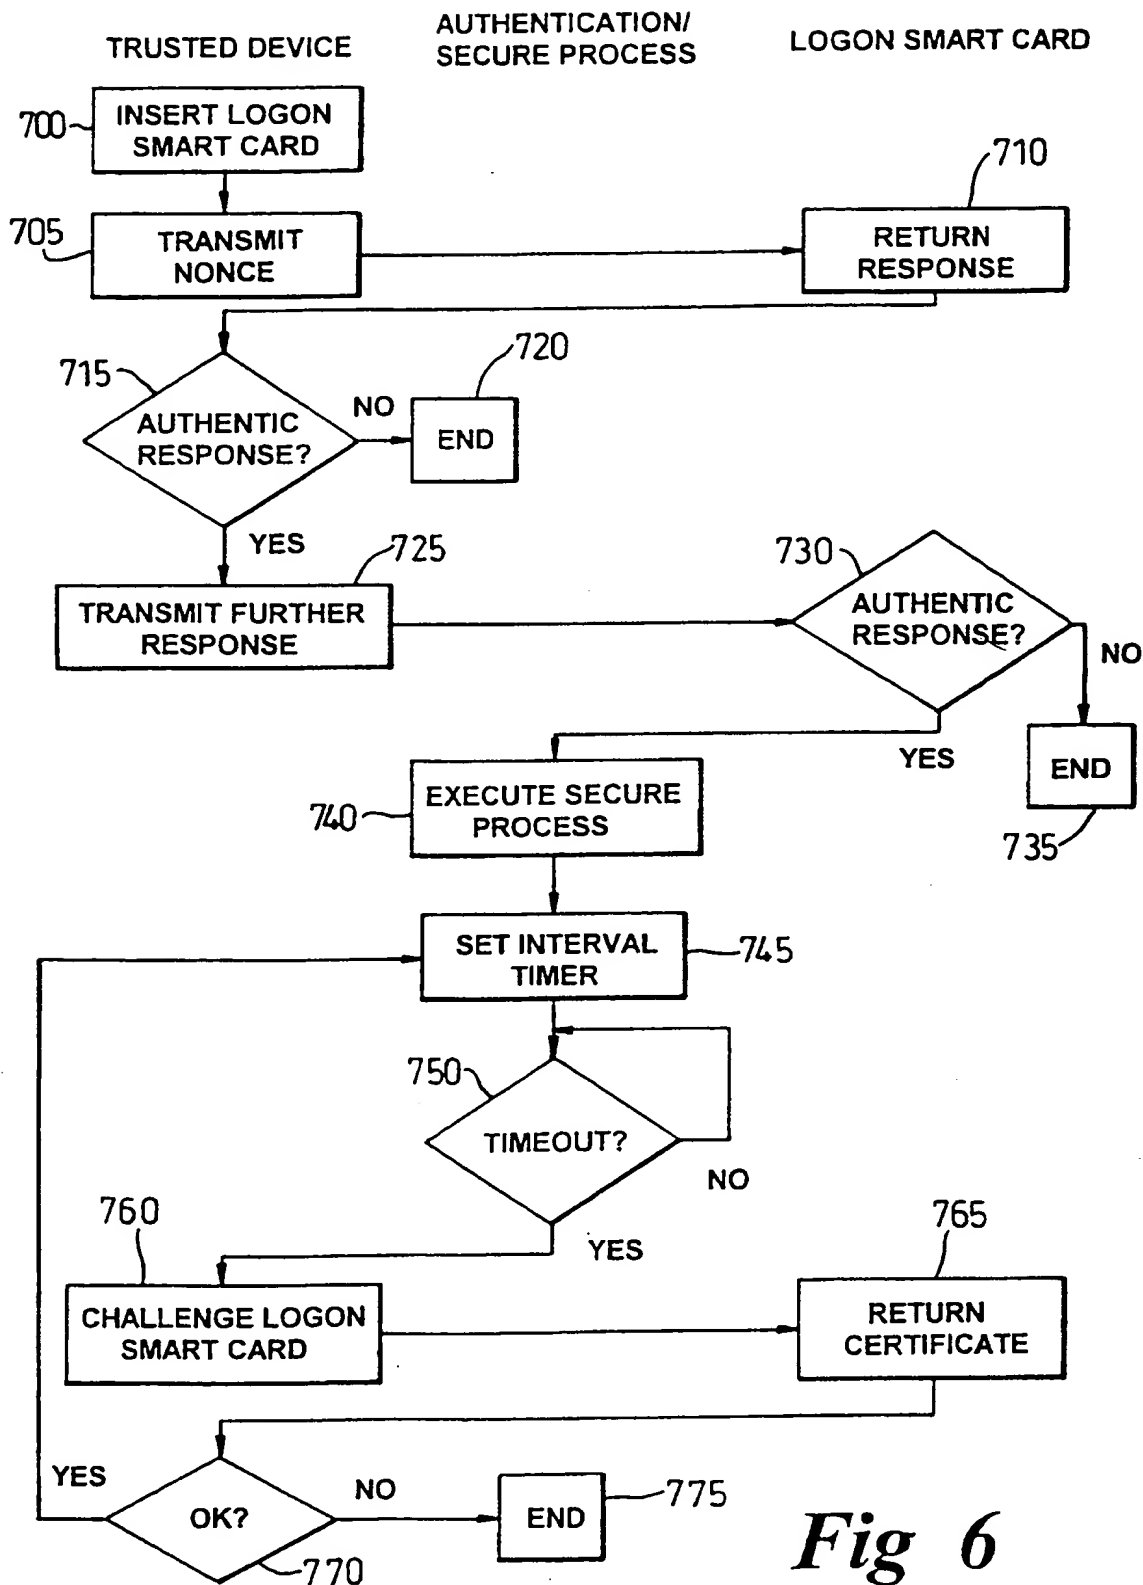 TRUSTED DEVICE
AUTHENTICATION/
SECURE PROCESS
LOGON SMART CARD
700
INSERT LOGON
SMART CARD
705
TRANSMIT
NONCE
710
RETURN
RESPONSE
715
AUTHENTIC
RESPONSE?
NO
720
END
YES
725
TRANSMIT FURTHER
RESPONSE
730
AUTHENTIC
RESPONSE?
NO
YES
END
735
740
EXECUTE SECURE
PROCESS
SET INTERVAL
TIMER
745
750
TIMEOUT?
NO
YES
760
CHALLENGE LOGON
SMART CARD
765
RETURN
CERTIFICATE
YES
OK?
NO
END
775
770
Fig 6